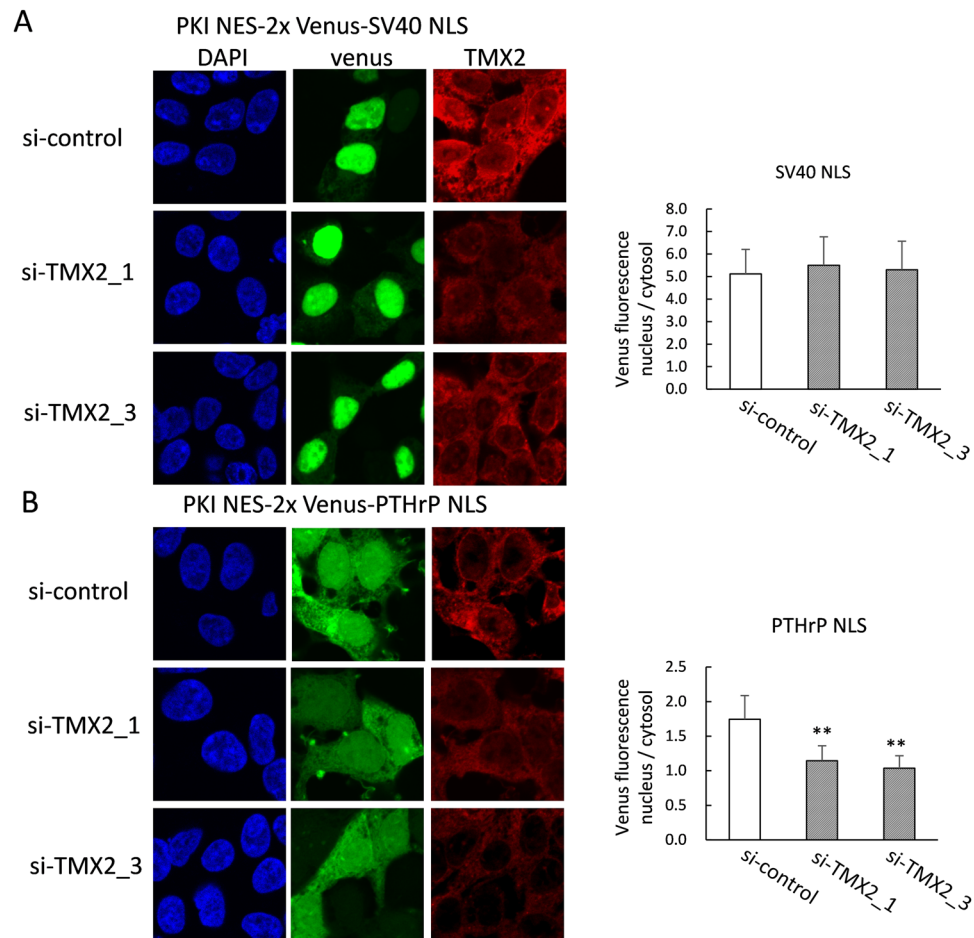 A
PKI NES-2x Venus-SV40 NLS
DAPI venus TMX2
si-control
si-TMX2_1
si-TMX2_3
SV40 NLS
Venus fluorescence
nucleus / cytosol
8.0
7.0
6.0
5.0
4.0
3.0
2.0
1.0
0.0
si-control
si-TMX2_1
si-TMX2_3
B
PKI NES-2x Venus-PTHrP NLS
si-control
si-TMX2_1
si-TMX2_3
PTHrP NLS
Venus fluorescence
nucleus / cytosol
2.5
2.0
1.5
1.0
0.5
0.0
**
**
si-control
si-TMX2_1
si-TMX2_3